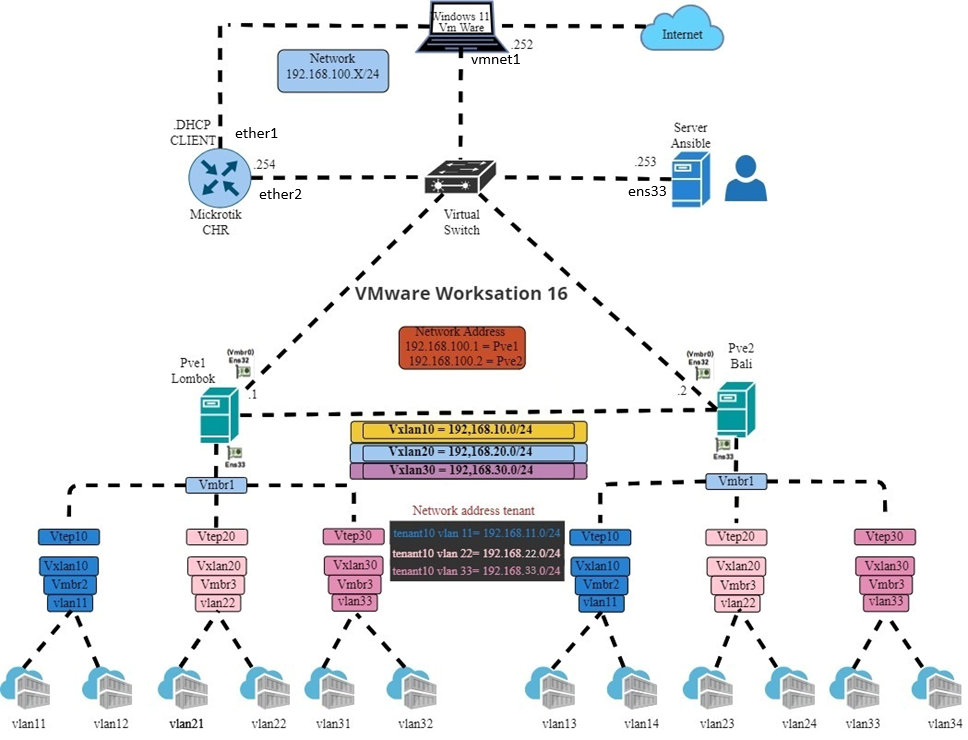 Windows 11
Vm Ware
Internet
.252
vmnet1
Network
192.168.100.X/24
.DHCP
CLIENT
ether1
.254
ether2
Mickrotik
CHR
Virtual
Switch
Server
Ansible
.253
ens33
VMware Worksation 16
Network Address
192.168.100.1 = Pve1
192.168.100.2 = Pve2
Pve1
Lombok
(Vmbr0)
Ens32
.1
Ens33
Pve2
Bali
(Vmbr0)
Ens32
.2
Ens33
Vxlan10 = 192,168.10.0/24
Vxlan20 = 192,168.20.0/24
Vxlan30 = 192,168.30.0/24
Vmbr1
Vmbr1
Network address tenant
tenant10 vlan 11= 192.168.11.0/24
tenant10 vlan 22= 192.168.22.0/24
tenant10 vlan 33= 192.168.33.0/24
Vtep10
Vxlan10
Vmbr2
vlan11
Vtep20
Vxlan20
Vmbr3
vlan22
Vtep30
Vxlan30
Vmbr3
vlan33
Vtep10
Vxlan10
Vmbr2
vlan11
Vtep20
Vxlan20
Vmbr3
vlan22
Vtep30
Vxlan30
Vmbr3
vlan33
vlan11
vlan12
vlan21
vlan22
vlan31
vlan32
vlan13
vlan14
vlan23
vlan24
vlan33
vlan34